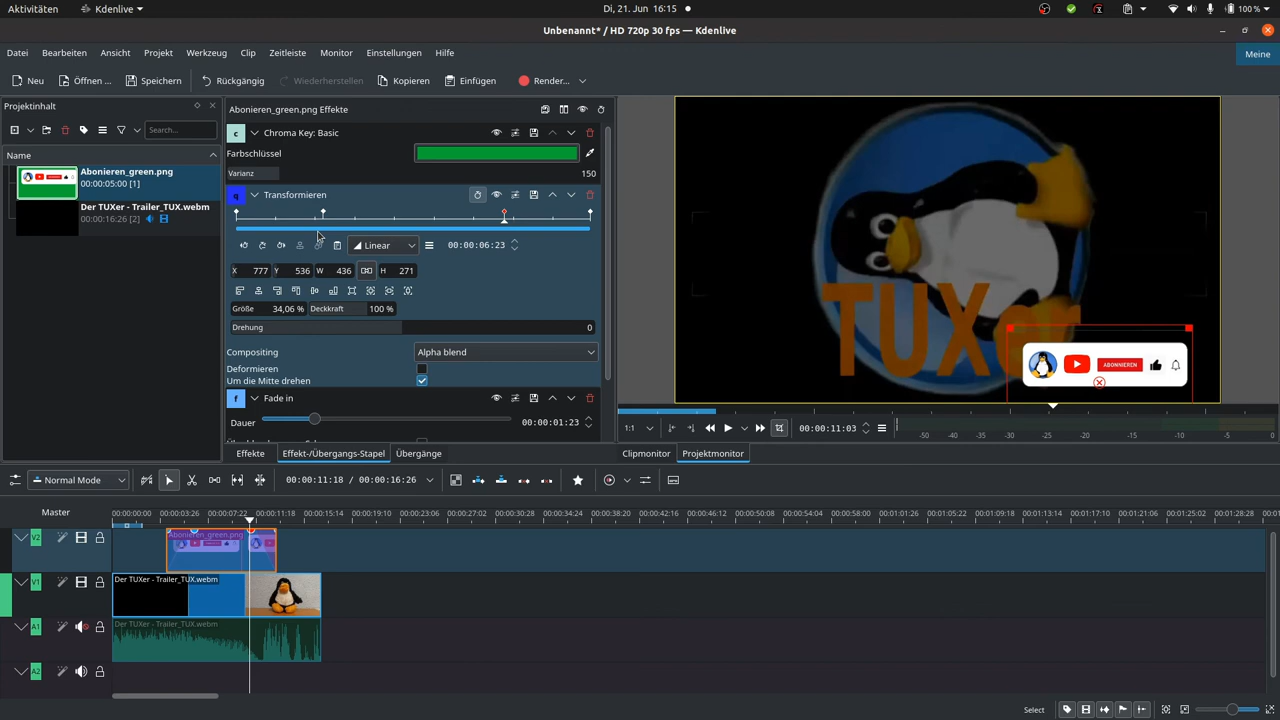 Aktivitäten
Kdenlive
Di, 21. Jun 16:15
100 %
Unbenannt* / HD 720p 30 fps — Kdenlive
Datei
Bearbeiten
Ansicht
Projekt
Werkzeug
Clip
Zeitleiste
Monitor
Einstellungen
Hilfe
Meine
Neu
Öffnen ...
Speichern
Rückgängig
Wiederherstellen
Kopieren
Einfügen
Render...
Projektinhalt
Search...
Name
Abonieren_green.png
00:00:05:00 [1]
Der TUXer - Trailer_TUX.webm
00:00:16:26 [2]
Abonieren_green.png Effekte
c
Chroma Key: Basic
Farbschlüssel
Varianz
150
q
Transformieren
Linear
00:00:06:23
X 777
Y 536
W 436
H 271
Größe 34,06 %
Deckkraft 100 %
Drehung
0
Compositing
Alpha blend
Deformieren
Um die Mitte drehen
f
Fade in
Dauer
00:00:01:23
Effekte
Effekt-/Übergangs-Stapel
Übergänge
TUXer
ABONNIEREN
1:1
00:00:11:03
-50
-40
-35
-30
-25
-20
-15
-10
-5
0
Clipmonitor
Projektmonitor
Normal Mode
00:00:11:18 / 00:00:16:26
Master
00:00:00:00
00:00:03:26
00:00:07:22
00:00:11:18
00:00:15:14
00:00:19:10
00:00:23:06
00:00:27:02
00:00:30:28
00:00:34:24
00:00:38:20
00:00:42:16
00:00:46:12
00:00:50:08
00:00:54:04
00:00:58:00
00:01:01:26
00:01:05:22
00:01:09:18
00:01:13:14
00:01:17:10
00:01:21:06
00:01:25:02
00:01:28:28
V2
Abonieren_green.png
V1
Der TUXer - Trailer_TUX.webm
A1
Der TUXer - Trailer_TUX.webm
A2
Select